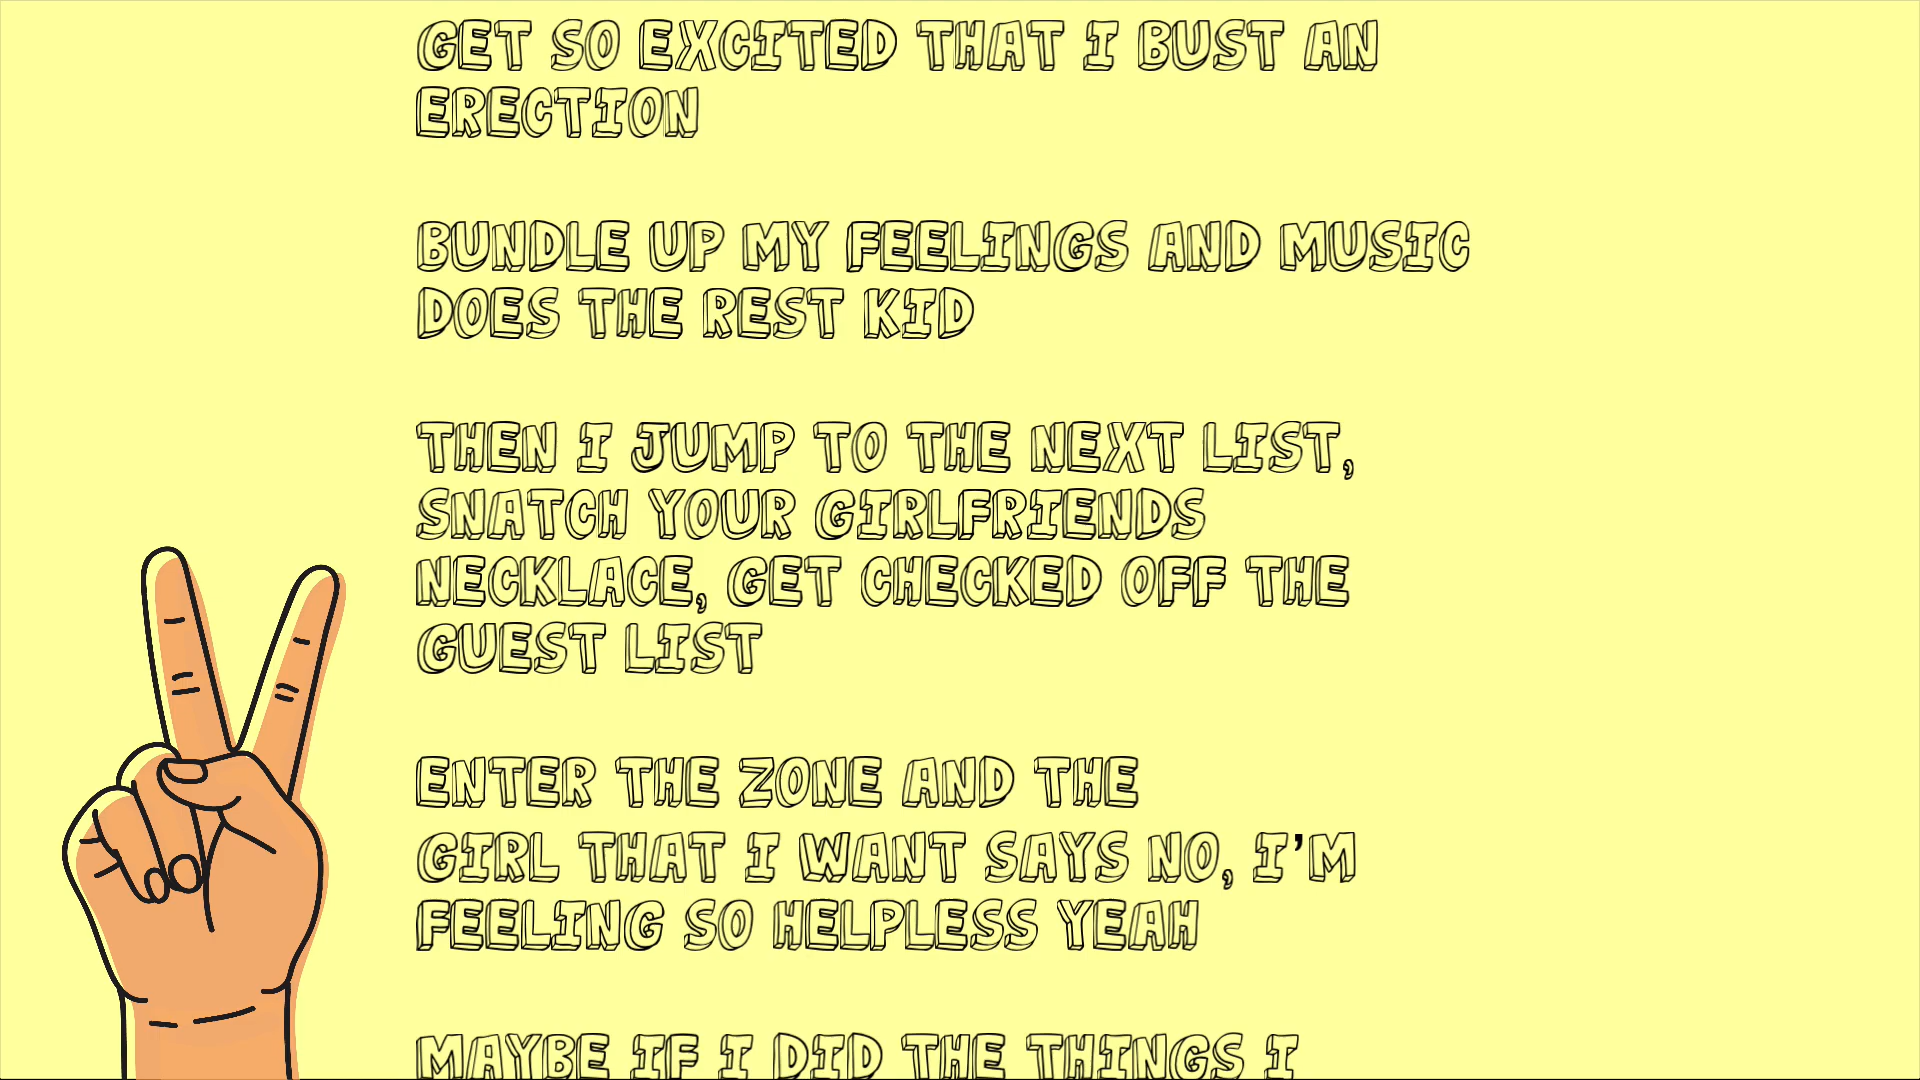 GET SO EXCITED THAT I BUST AN
ERECTION
BUNDLE UP MY FEELINGS AND MUSIC
DOES THE REST KID
THEN I JUMP TO THE NEXT LIST,
SNATCH YOUR GIRLFRIENDS
NECKLACE, GET CHECKED OFF THE
GUEST LIST
ENTER THE ZONE AND THE
GIRL THAT I WANT SAYS NO, I'M
FEELING SO HELPLESS YEAH
MAYBE IF I DID THE THINGS I